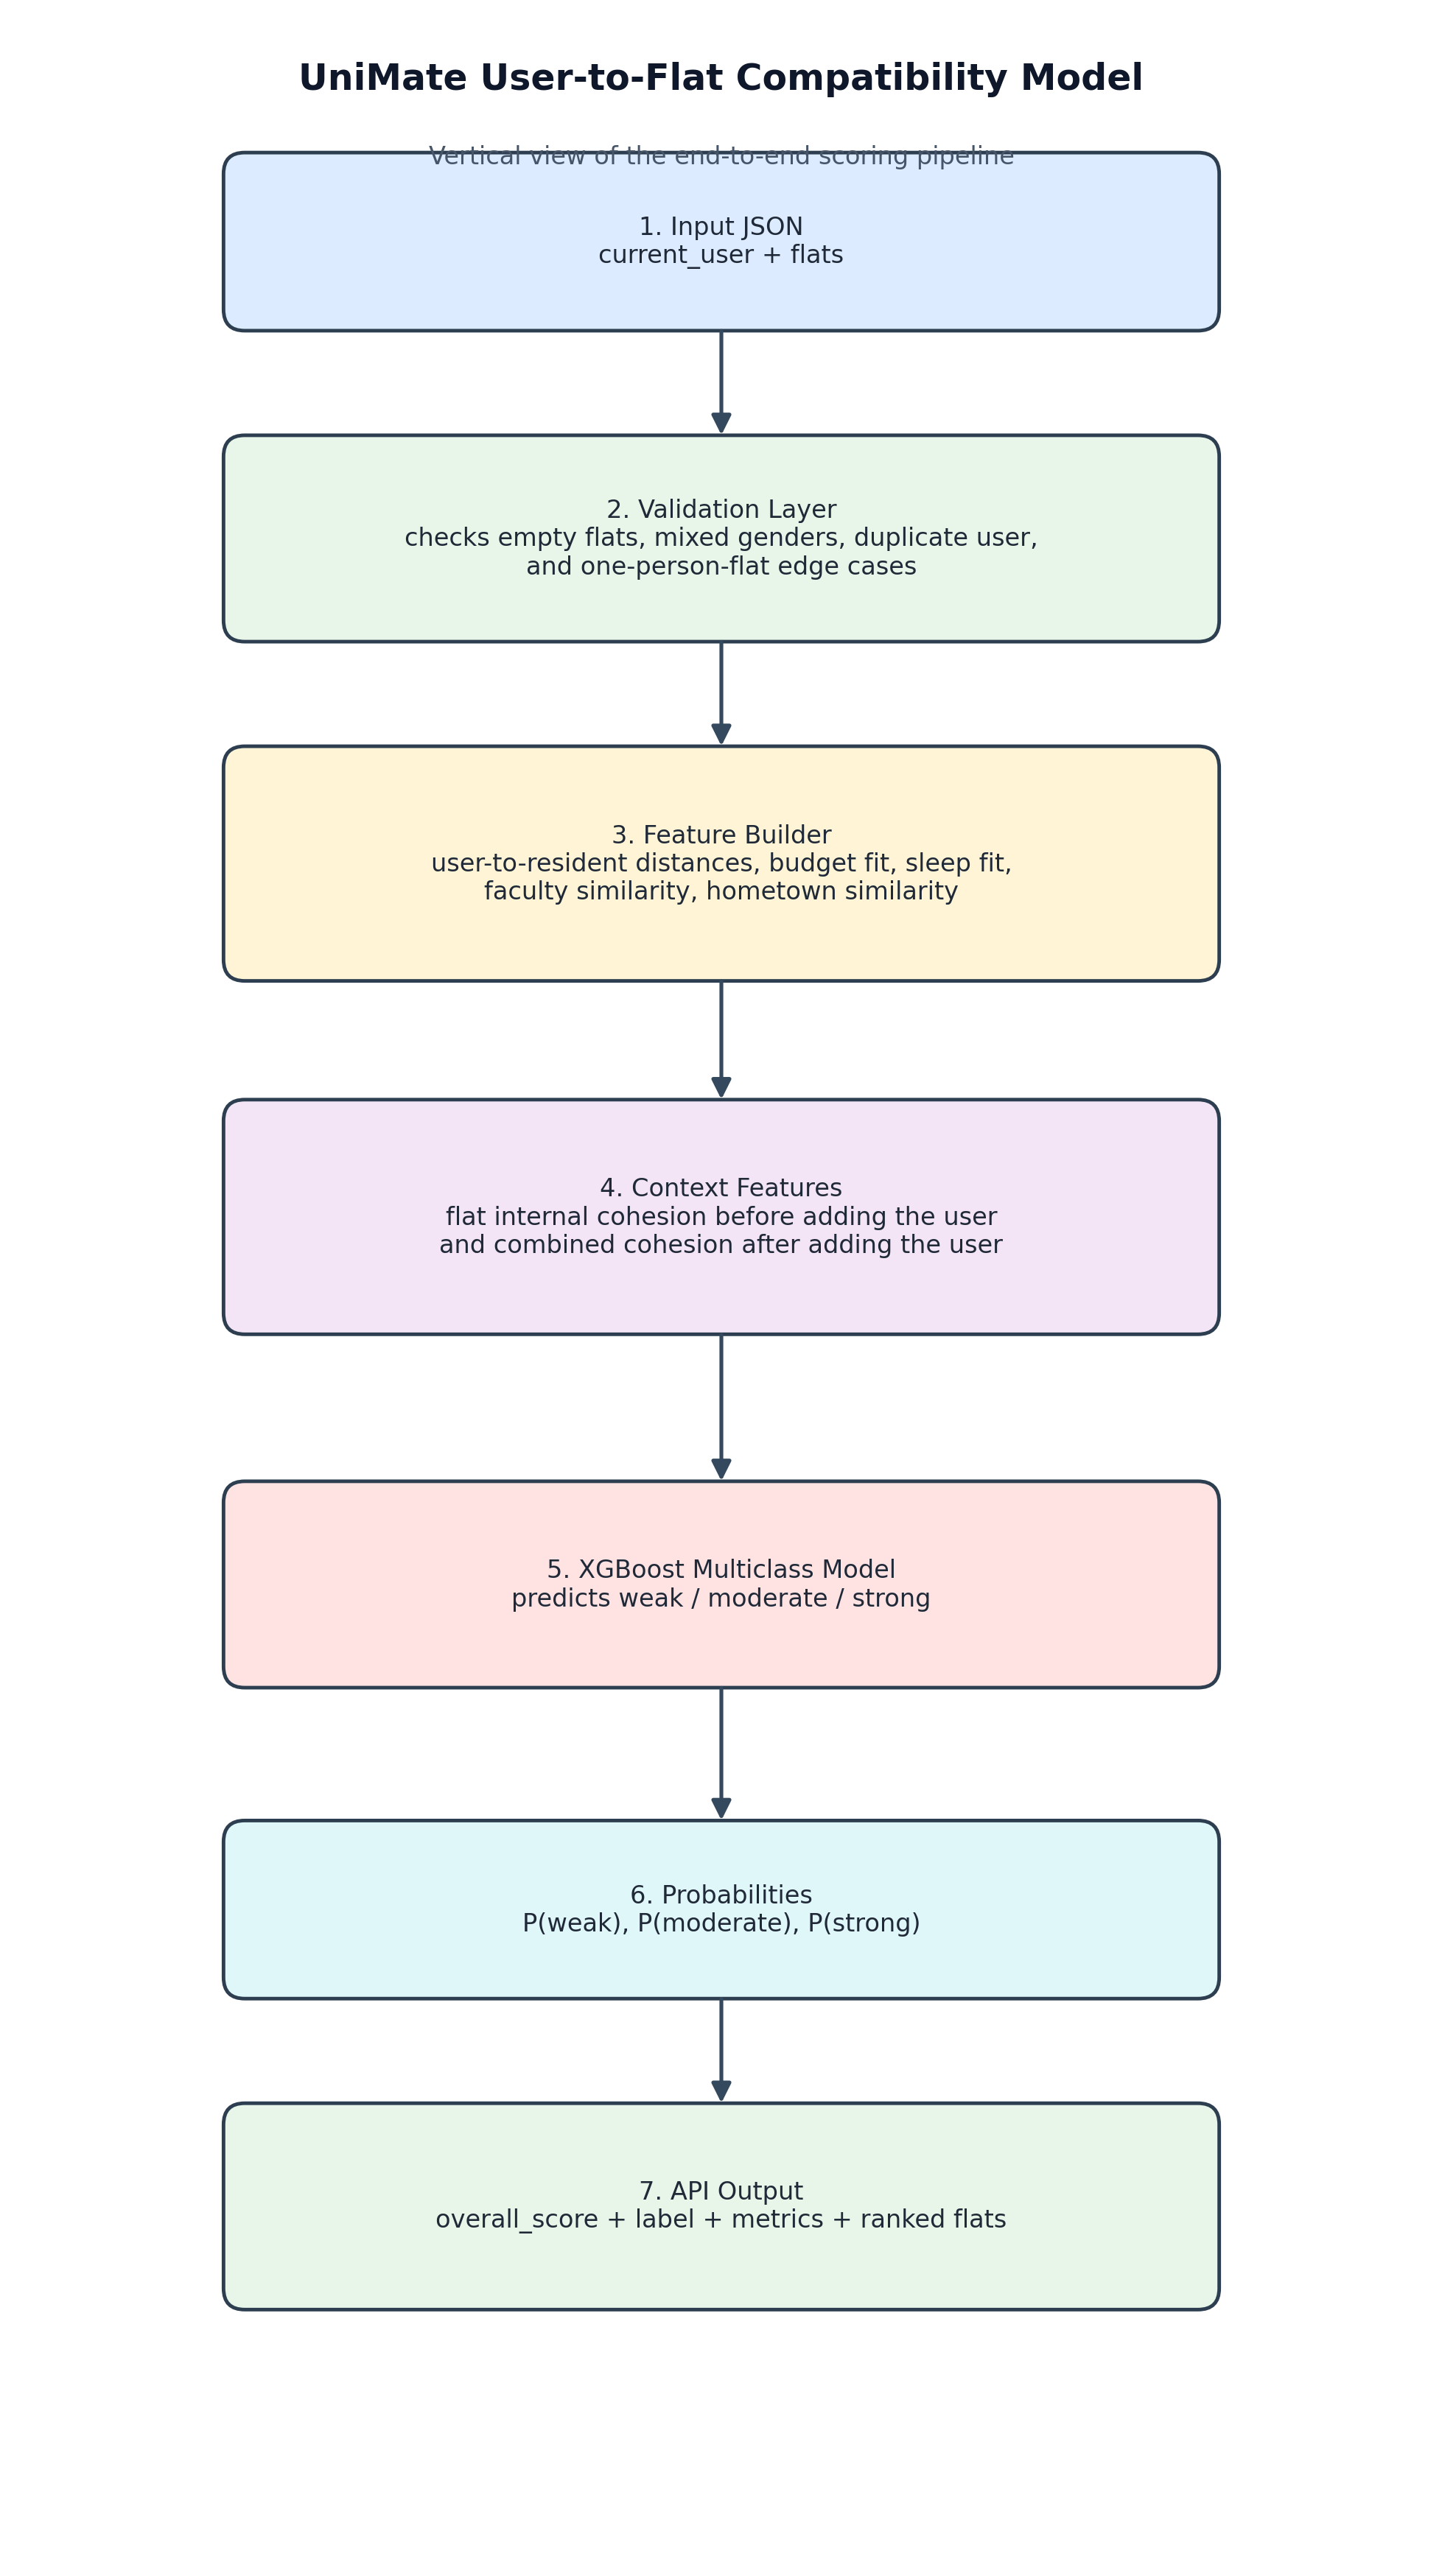 UniMate User-to-Flat Compatibility Model
Vertical view of the end-to-end scoring pipeline
1. Input JSON
current_user + flats
2. Validation Layer
checks empty flats, mixed genders, duplicate user,
and one-person-flat edge cases
3. Feature Builder
user-to-resident distances, budget fit, sleep fit,
faculty similarity, hometown similarity
4. Context Features
flat internal cohesion before adding the user
and combined cohesion after adding the user
5. XGBoost Multiclass Model
predicts weak / moderate / strong
6. Probabilities
P(weak), P(moderate), P(strong)
7. API Output
overall_score + label + metrics + ranked flats